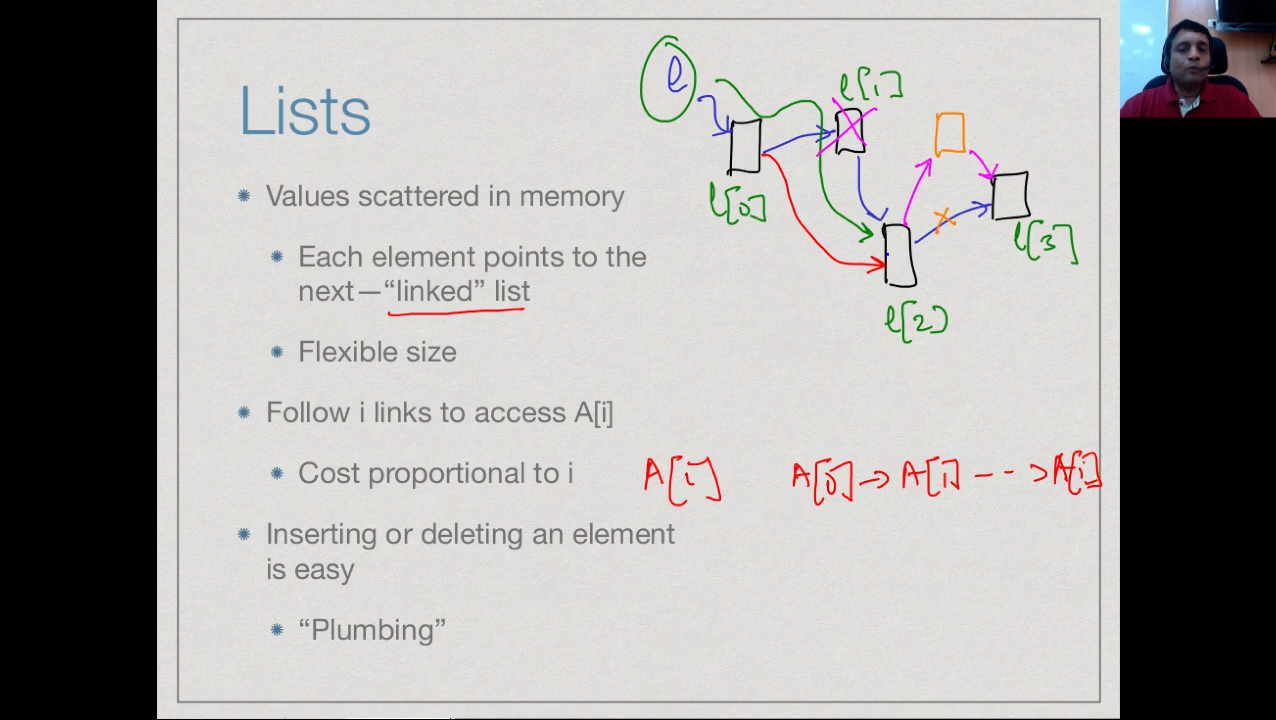 Lists
Values scattered in memory
Each element points to the
next—“linked” list
Flexible size
Follow i links to access A[i]
Cost proportional to i
Inserting or deleting an element
is easy
“Plumbing”
l
l[0]
l[1]
l[2]
l[3]
A[i]
A[0] → A[1] - - → A[i]